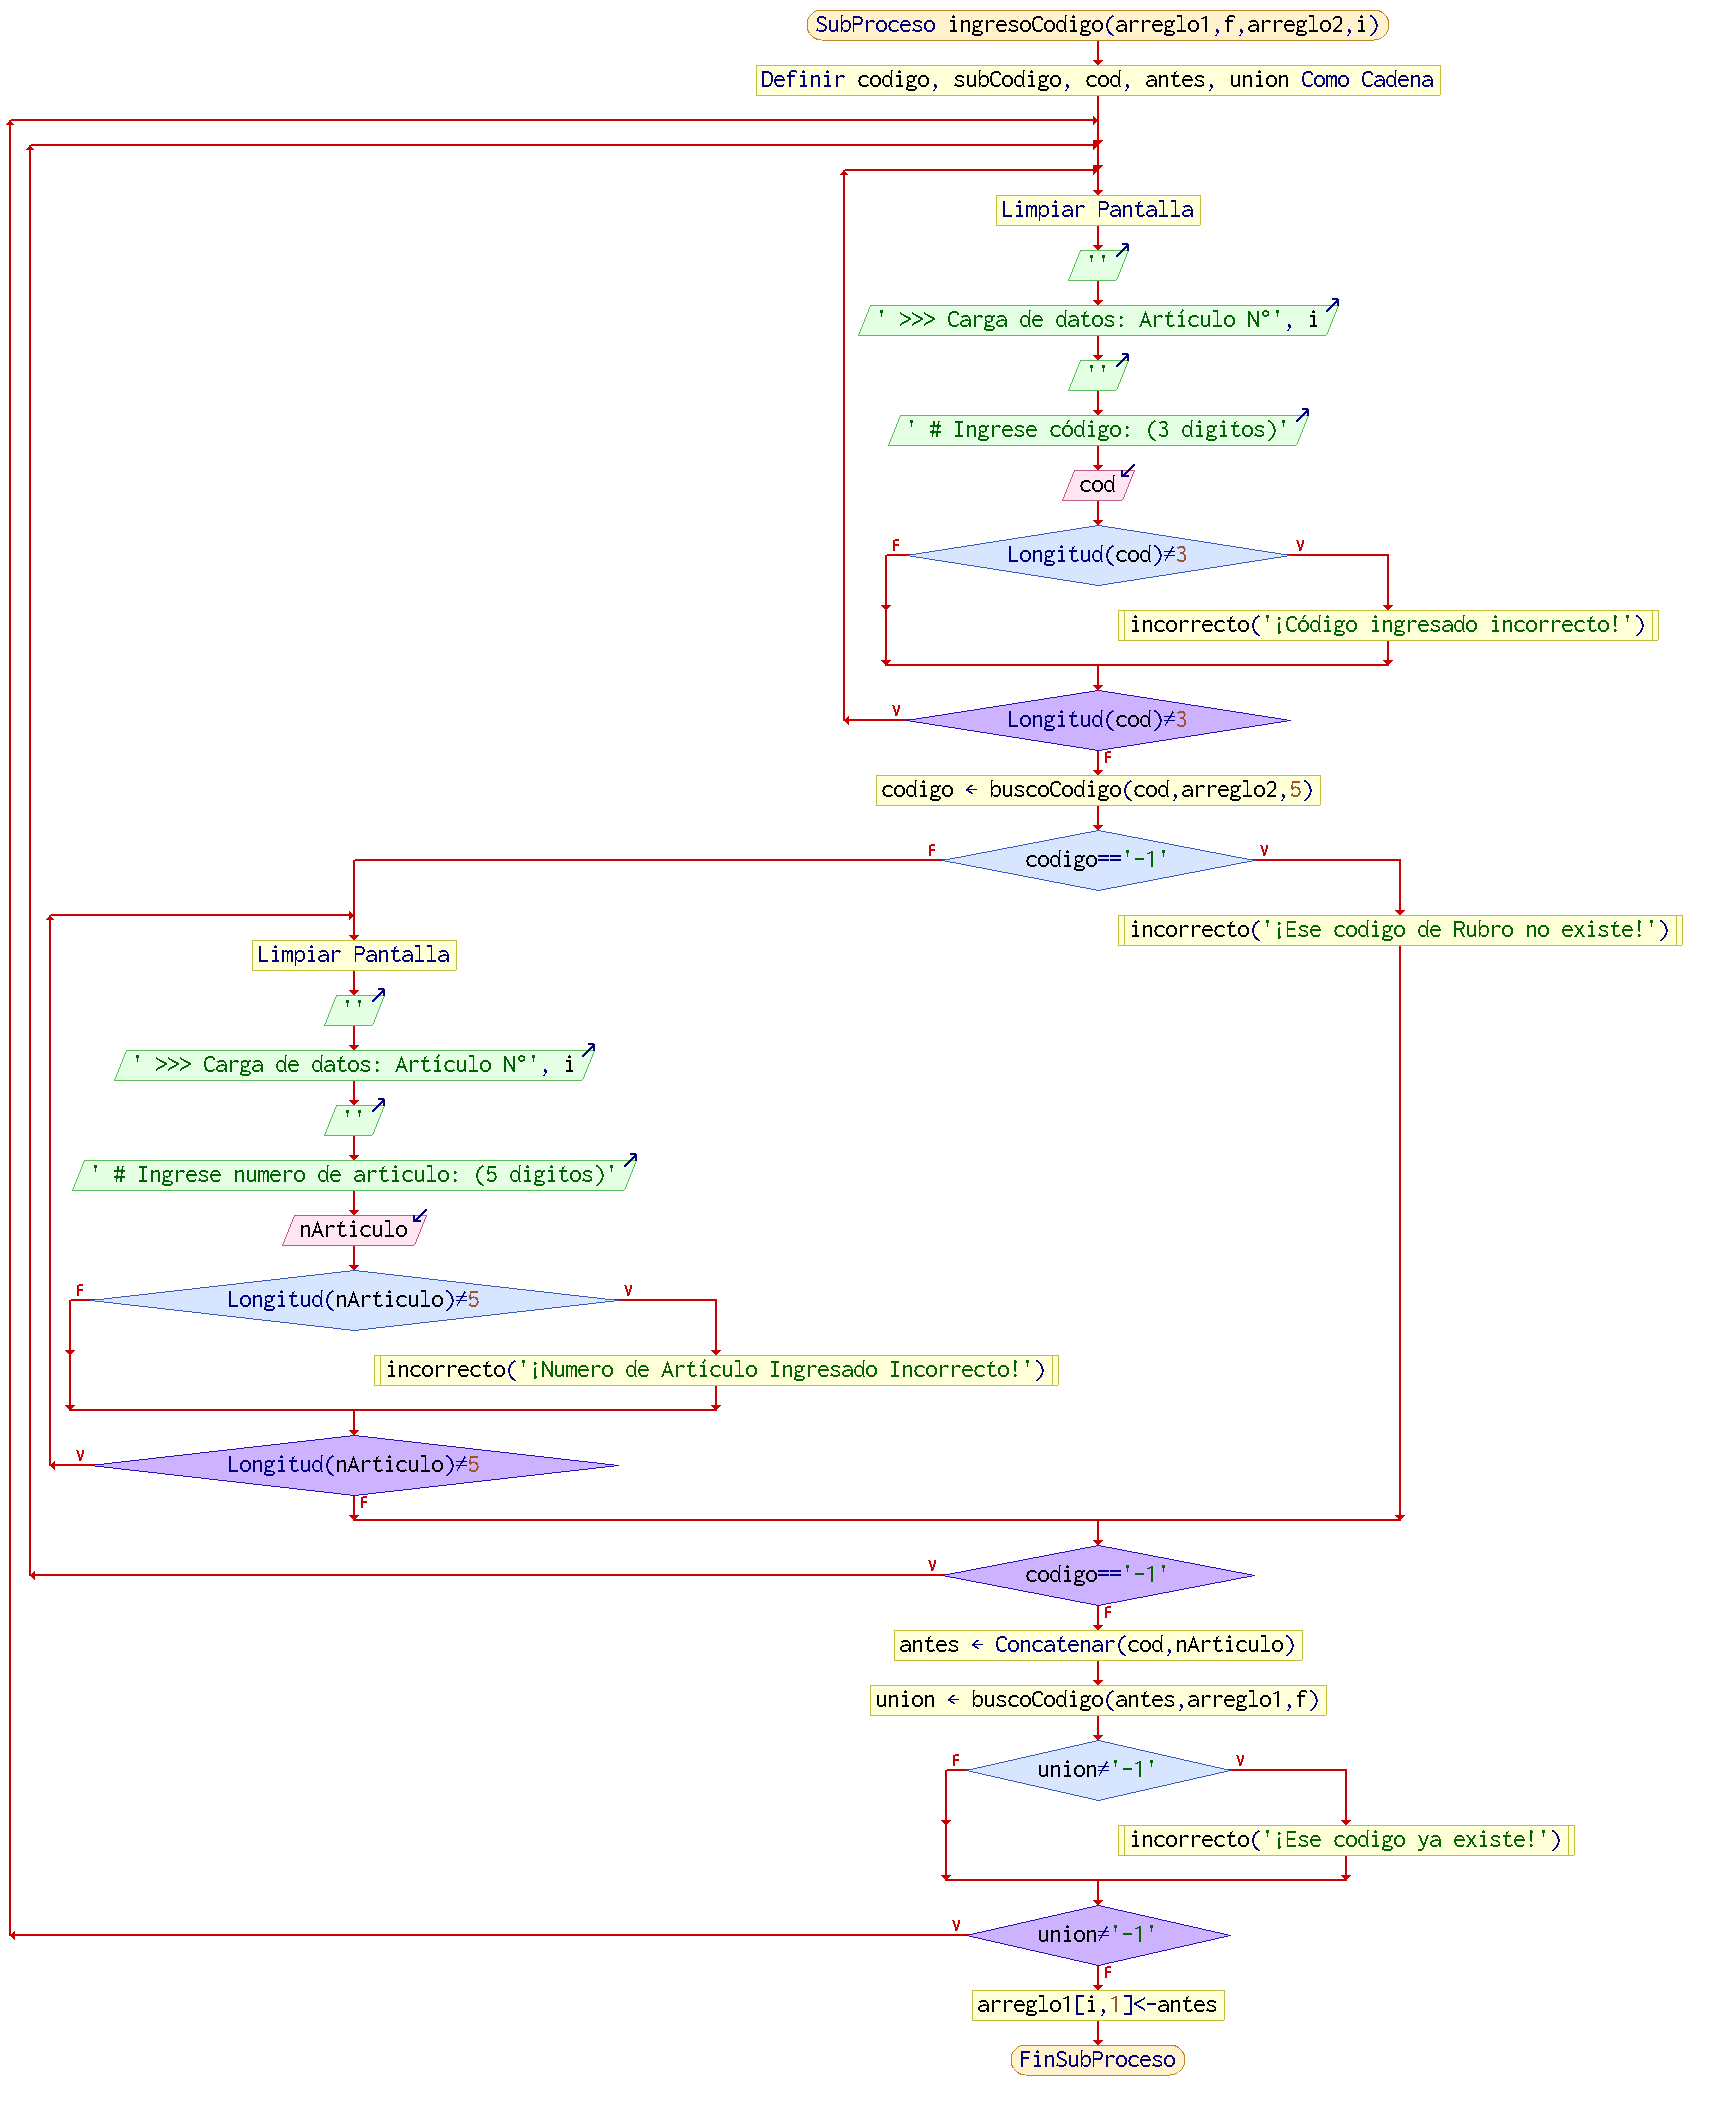 SubProceso ingresoCodigo(arreglo1,f,arreglo2,i)
Definir codigo, subCodigo, cod, antes, union Como Cadena
Limpiar Pantalla
''
' >>> Carga de datos: Artículo N°', i
''
' # Ingrese código: (3 digitos)'
cod
F
V
Longitud(cod)≠3
incorrecto('¡Código ingresado incorrecto!')
V
Longitud(cod)≠3
F
codigo ← buscoCodigo(cod,arreglo2,5)
F
V
codigo=='-1'
incorrecto('¡Ese codigo de Rubro no existe!')
Limpiar Pantalla
''
' >>> Carga de datos: Artículo N°', i
''
' # Ingrese numero de articulo: (5 digitos)'
nArticulo
F
V
Longitud(nArticulo)≠5
incorrecto('¡Numero de Artículo Ingresado Incorrecto!')
V
Longitud(nArticulo)≠5
F
V
codigo=='-1'
F
antes ← Concatenar(cod,nArticulo)
union ← buscoCodigo(antes,arreglo1,f)
F
V
union≠'-1'
incorrecto('¡Ese codigo ya existe!')
V
union≠'-1'
F
arreglo1[i,1]<-antes
FinSubProceso